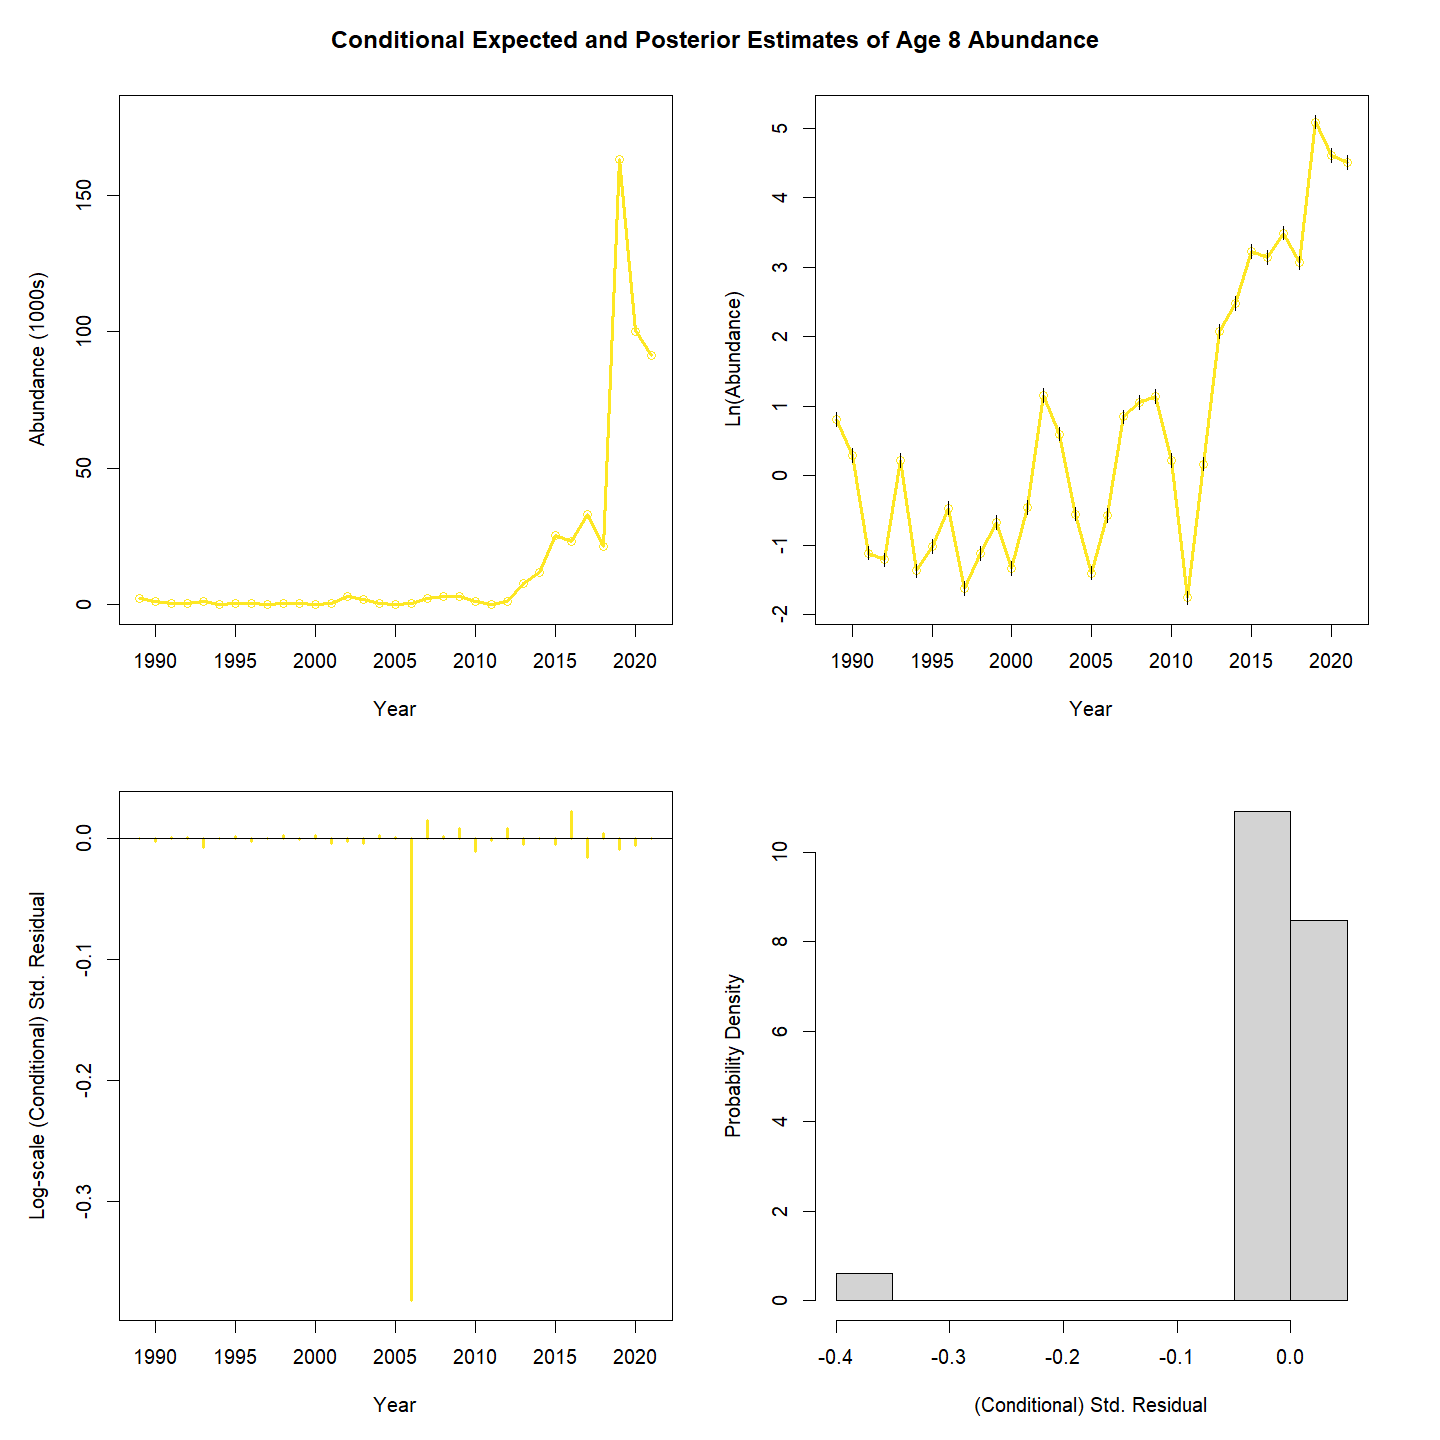 Conditional Expected and Posterior Estimates of Age 8 Abundance
Abundance (1000s)
150
100
50
0
1990 1995 2000 2005 2010 2015 2020
Year
Ln(Abundance)
5
4
3
2
1
0
-1
-2
1990 1995 2000 2005 2010 2015 2020
Year
Log-scale (Conditional) Std. Residual
0.0
-0.1
-0.2
-0.3
1990 1995 2000 2005 2010 2015 2020
Year
Probability Density
10
8
6
4
2
0
-0.4 -0.3 -0.2 -0.1 0.0
(Conditional) Std. Residual